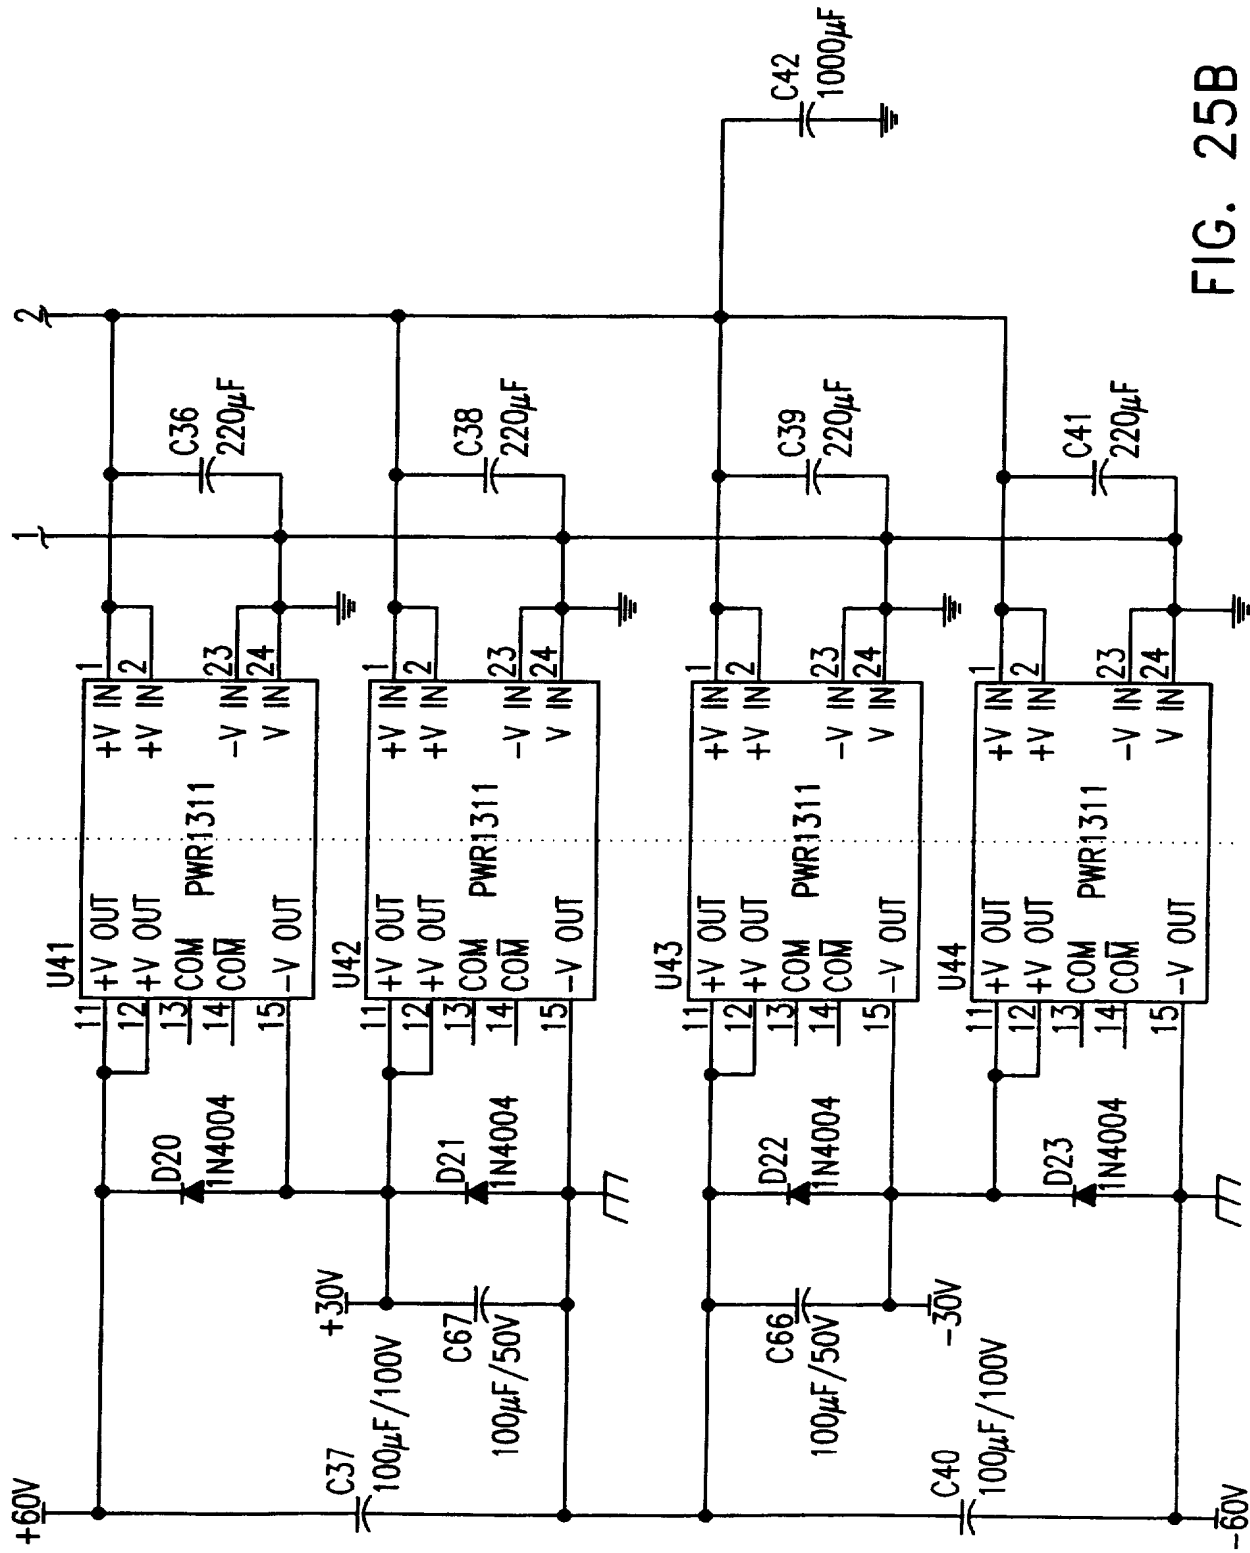 2
1
C36
220µF
C38
220µF
C39
220µF
C41
220µF
C42
1000µF
U41
PWR1311
+V IN 1
+V IN 2
-V IN 23
V IN 24
11 +V OUT
12 +V OUT
13 COM
14 COM
15 -V OUT
U42
PWR1311
+V IN 1
+V IN 2
-V IN 23
V IN 24
11 +V OUT
12 +V OUT
13 COM
14 COM
15 -V OUT
U43
PWR1311
+V IN 1
+V IN 2
-V IN 23
V IN 24
11 +V OUT
12 +V OUT
13 COM
14 COM
15 -V OUT
U44
PWR1311
+V IN 1
+V IN 2
-V IN 23
V IN 24
11 +V OUT
12 +V OUT
13 COM
14 COM
15 -V OUT
D20
1N4004
D21
1N4004
D22
1N4004
D23
1N4004
+30V
C67
100µF/50V
C66
100µF/50V
-30V
+60V
C37
100µF/100V
C40
100µF/100V
-60V
FIG. 25B